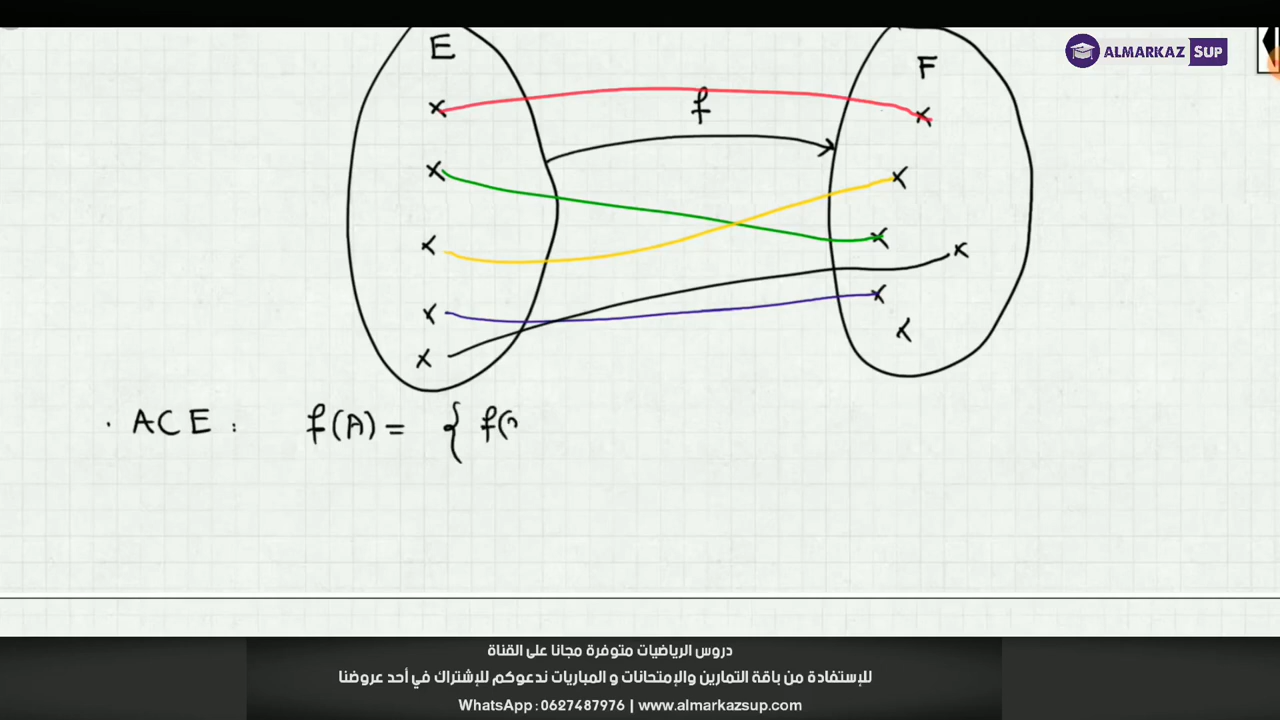 ALMARKAZ SUP
E
F
f
. A ⊂ E : f(A) = { f(
دروس الرياضيات متوفرة مجانا على القناة
للإستفادة من باقة التمارين والإمتحانات و المباريات ندعوكم للإشتراك في أحد عروضنا
WhatsApp : 0627487976 | www.almarkazsup.com